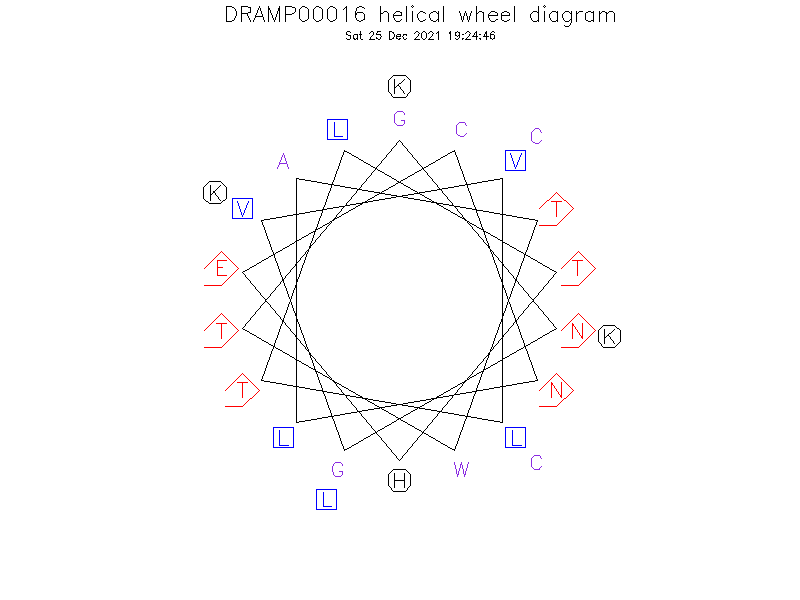 DRAMP00016 helical wheel diagram
Sat 25 Dec 2021 19:24:46
K
L G C C
A V
K V T
E T
T N K
T N
L L
G H W C
L